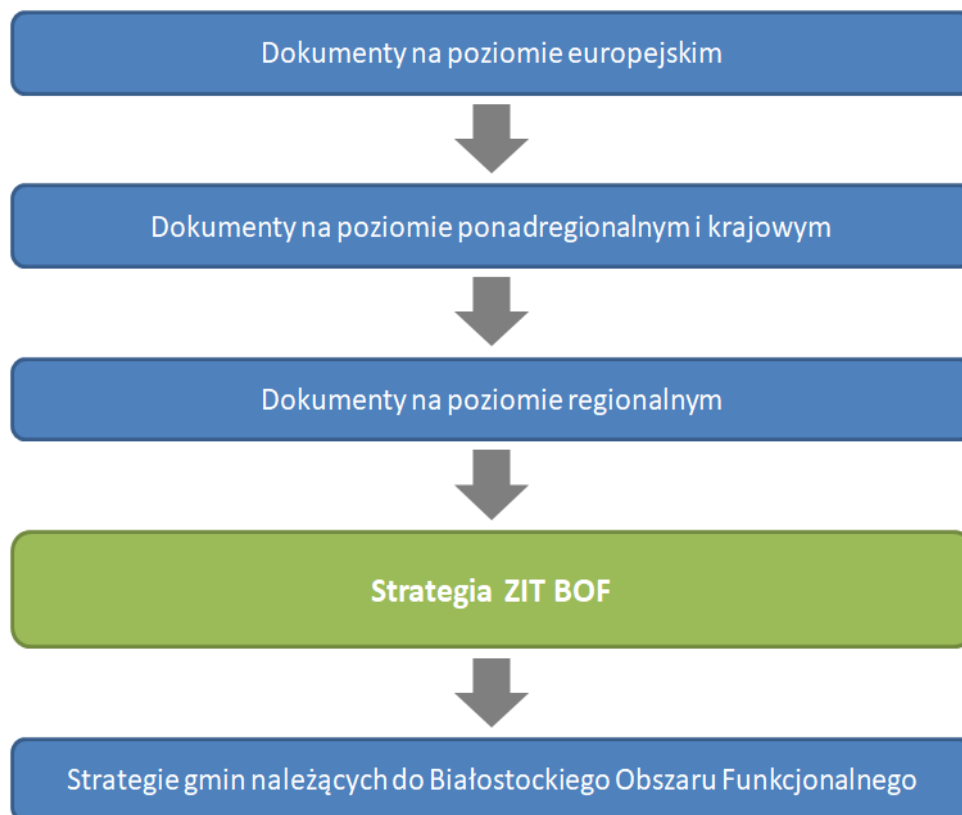 Dokumenty na poziomie europejskim
Dokumenty na poziomie ponadregionalnym i krajowym
Dokumenty na poziomie regionalnym
Strategia ZIT BOF
Strategie gmin należących do Białostockiego Obszaru Funkcjonalnego